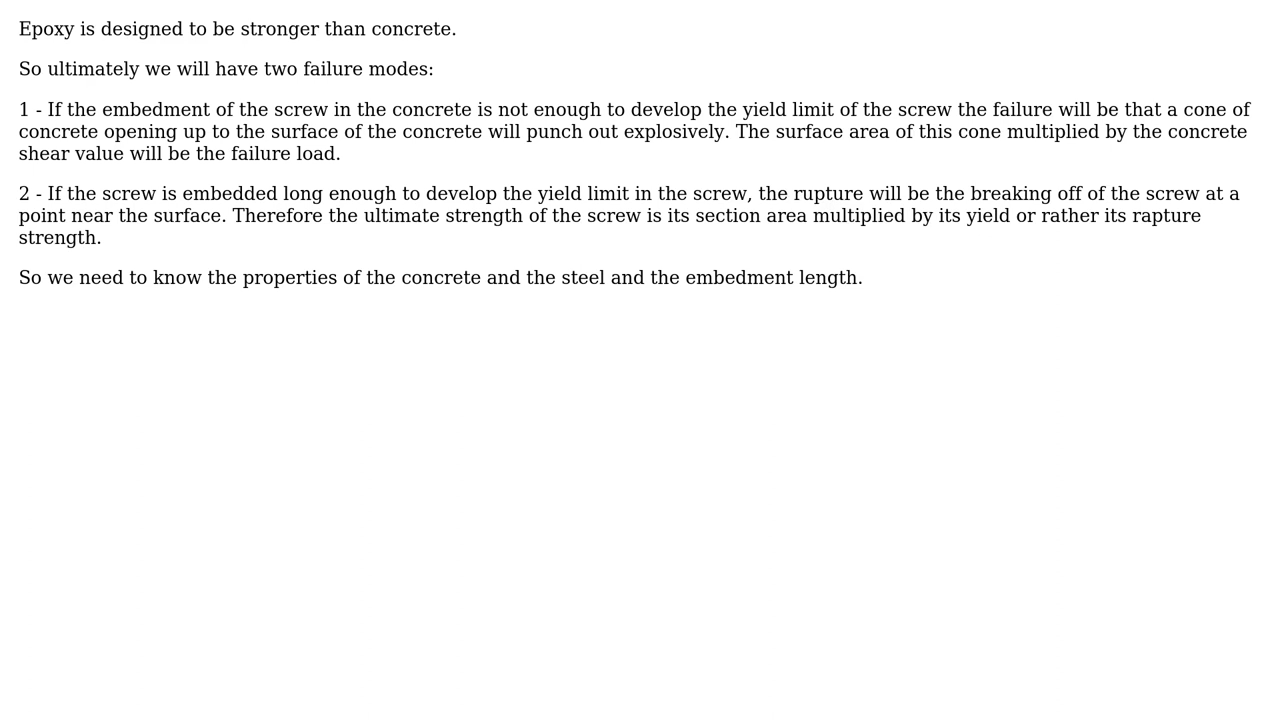 Epoxy is designed to be stronger than concrete.
So ultimately we will have two failure modes:
1 - If the embedment of the screw in the concrete is not enough to develop the yield limit of the screw the failure will be that a cone of
concrete opening up to the surface of the concrete will punch out explosively. The surface area of this cone multiplied by the concrete
shear value will be the failure load.
2 - If the screw is embedded long enough to develop the yield limit in the screw, the rupture will be the breaking off of the screw at a
point near the surface. Therefore the ultimate strength of the screw is its section area multiplied by its yield or rather its rapture
strength.
So we need to know the properties of the concrete and the steel and the embedment length.